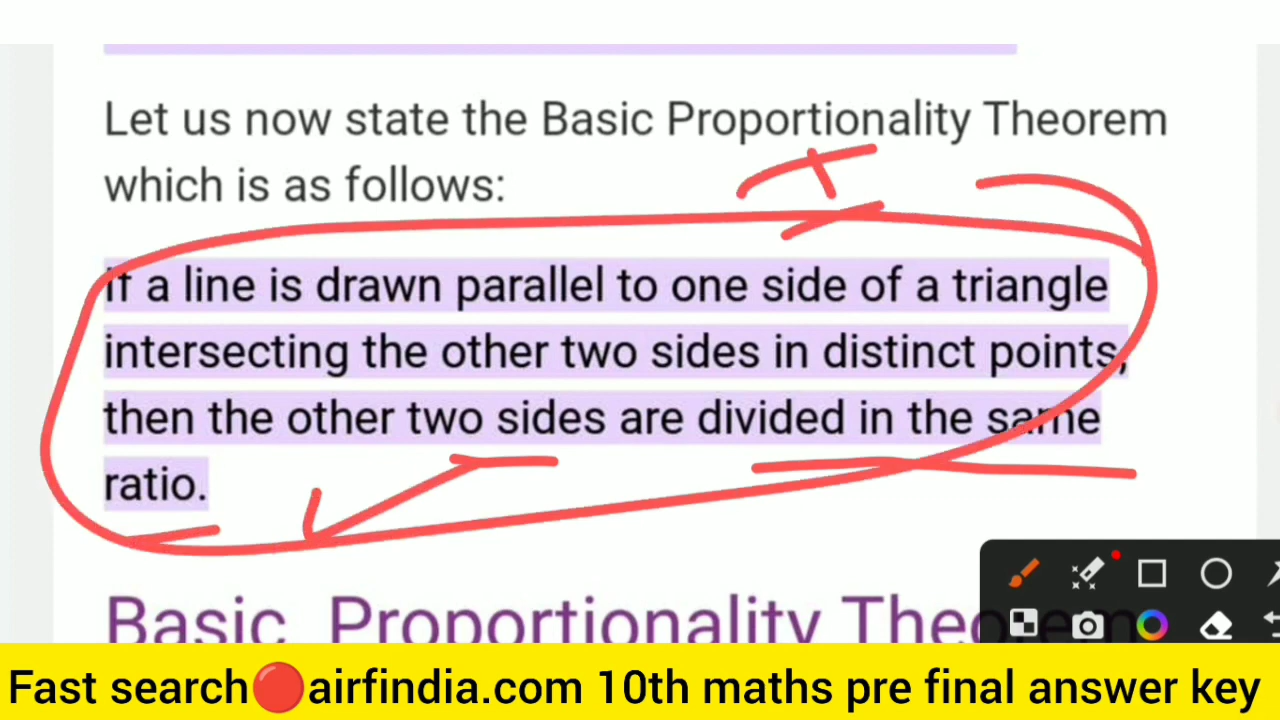 Let us now state the Basic Proportionality Theorem
which is as follows:
If a line is drawn parallel to one side of a triangle
intersecting the other two sides in distinct points,
then the other two sides are divided in the same
ratio.
Basic Proportionality Theorem
Fast search🔴airfindia.com 10th maths pre final answer key